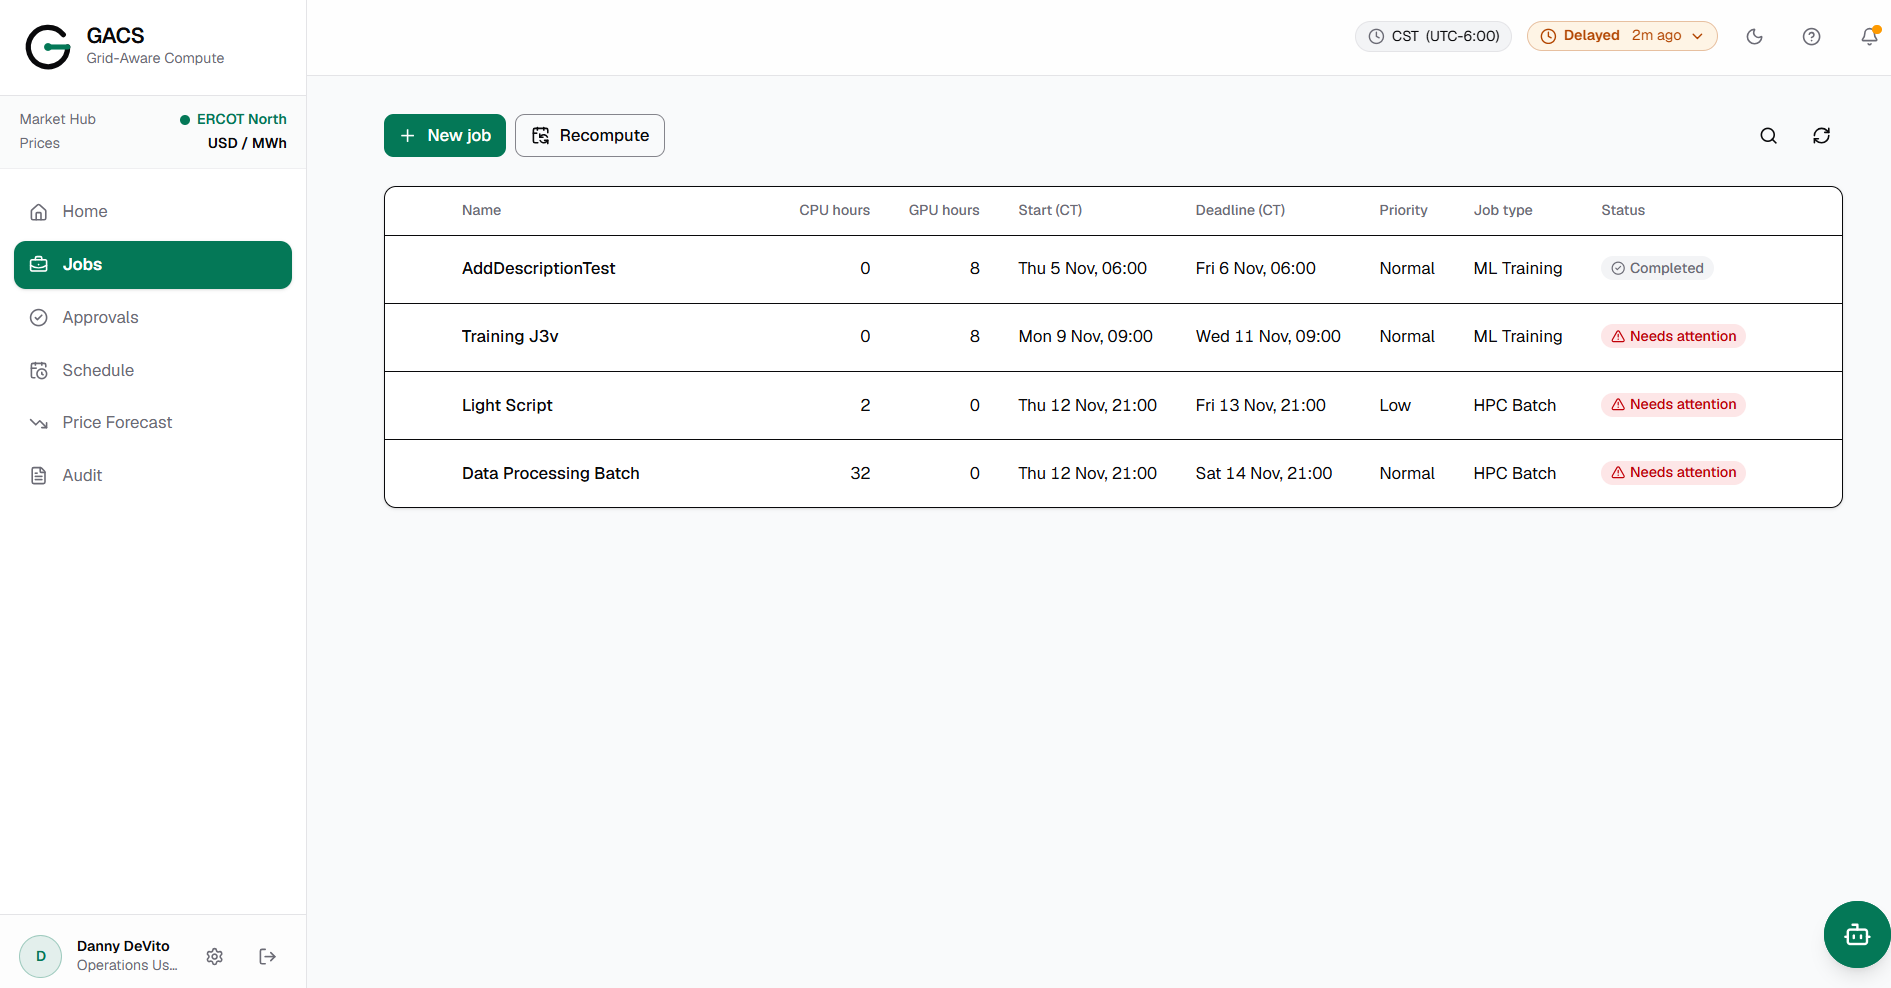 GACS
Grid-Aware Compute
CST (UTC-6:00)
Delayed 2m ago
Market Hub ERCOT North
Prices USD / MWh
Home
Jobs
Approvals
Schedule
Price Forecast
Audit
New job Recompute
Name CPU hours GPU hours Start (CT) Deadline (CT) Priority Job type Status
AddDescriptionTest 0 8 Thu 5 Nov, 06:00 Fri 6 Nov, 06:00 Normal ML Training Completed
Training J3v 0 8 Mon 9 Nov, 09:00 Wed 11 Nov, 09:00 Normal ML Training Needs attention
Light Script 2 0 Thu 12 Nov, 21:00 Fri 13 Nov, 21:00 Low HPC Batch Needs attention
Data Processing Batch 32 0 Thu 12 Nov, 21:00 Sat 14 Nov, 21:00 Normal HPC Batch Needs attention
D
Danny DeVito
Operations Us...